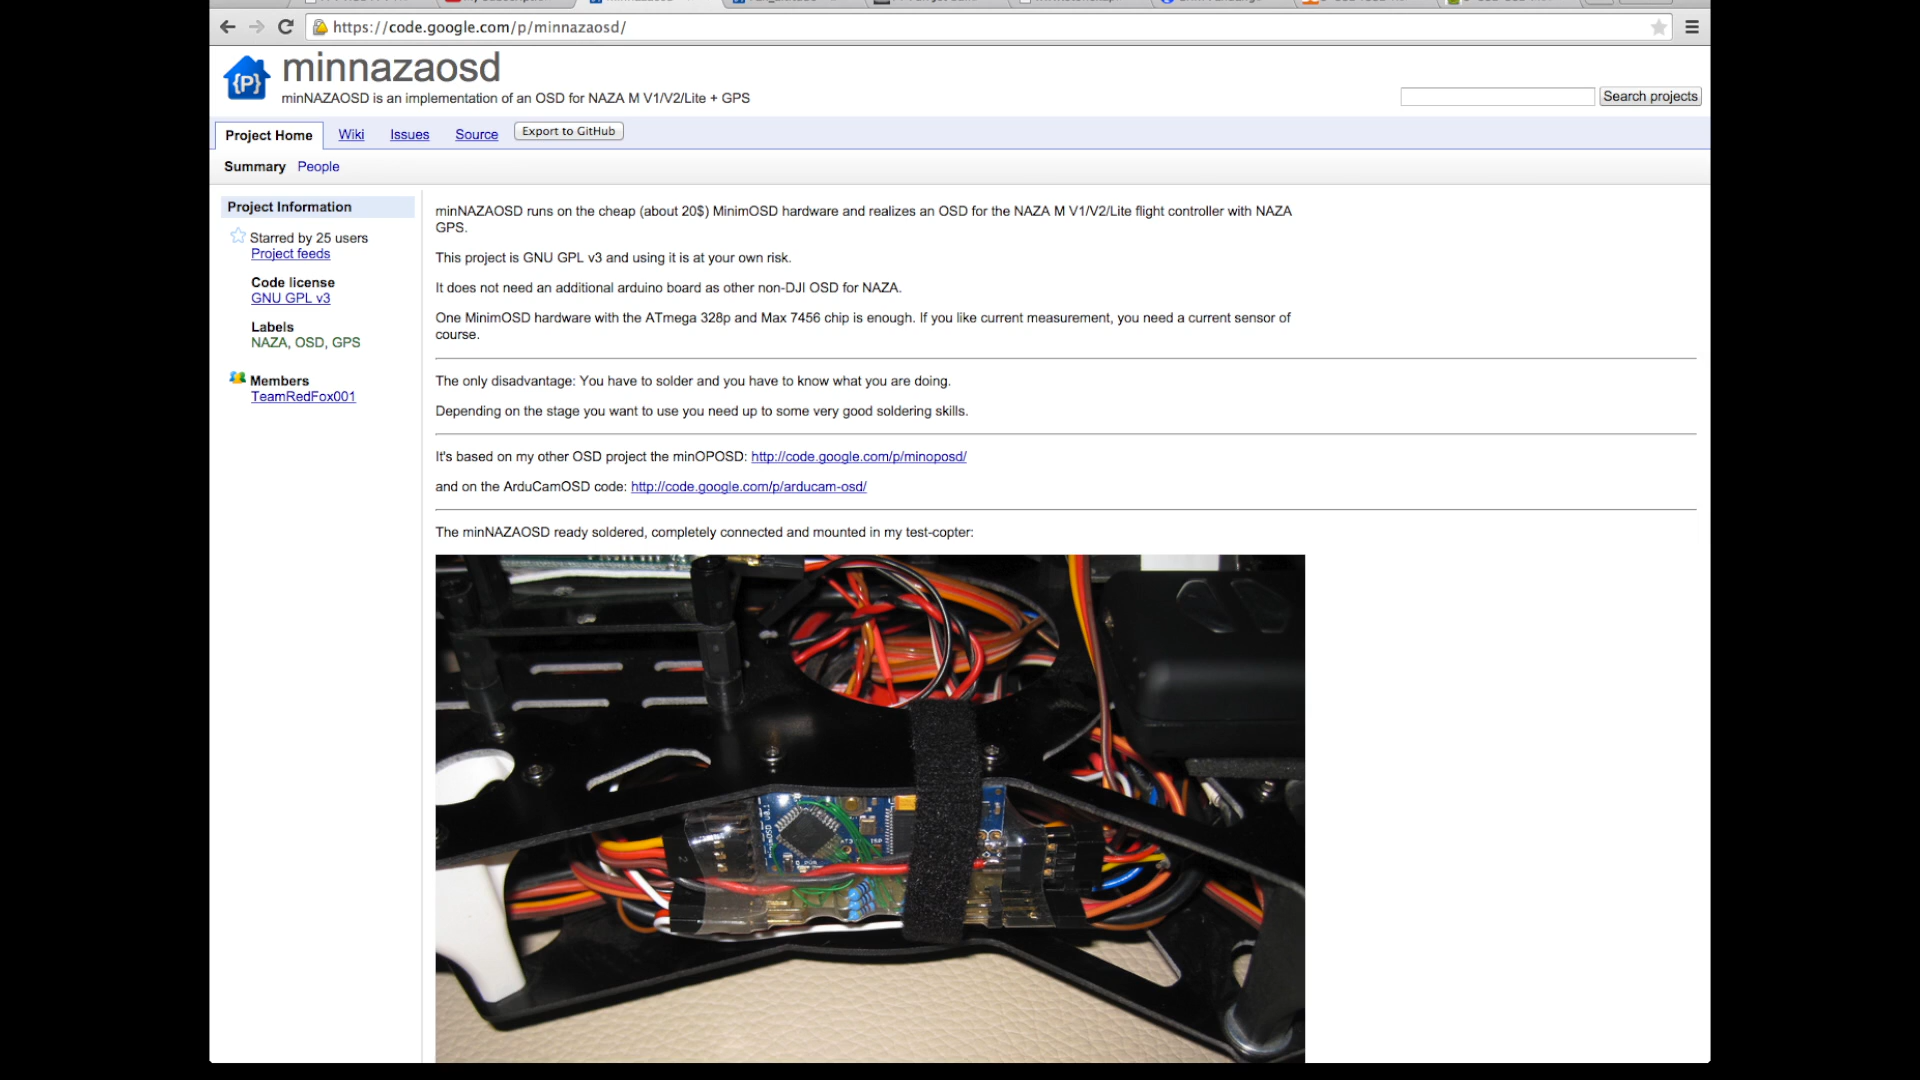 https://code.google.com/p/minnazaosd/
{P}
minnazaosd
minNAZAOSD is an implementation of an OSD for NAZA M V1/V2/Lite + GPS
Search projects
Project Home Wiki Issues Source Export to GitHub
Summary People
Project Information
Starred by 25 users
Project feeds
Code license
GNU GPL v3
Labels
NAZA, OSD, GPS
Members
TeamRedFox001
minNAZAOSD runs on the cheap (about 20$) MinimOSD hardware and realizes an OSD for the NAZA M V1/V2/Lite flight controller with NAZA
GPS.
This project is GNU GPL v3 and using it is at your own risk.
It does not need an additional arduino board as other non-DJI OSD for NAZA.
One MinimOSD hardware with the ATmega 328p and Max 7456 chip is enough. If you like current measurement, you need a current sensor of
course.
The only disadvantage: You have to solder and you have to know what you are doing.
Depending on the stage you want to use you need up to some very good soldering skills.
It's based on my other OSD project the minOPOSD: http://code.google.com/p/minoposd/
and on the ArduCamOSD code: http://code.google.com/p/arducam-osd/
The minNAZAOSD ready soldered, completely connected and mounted in my test-copter: